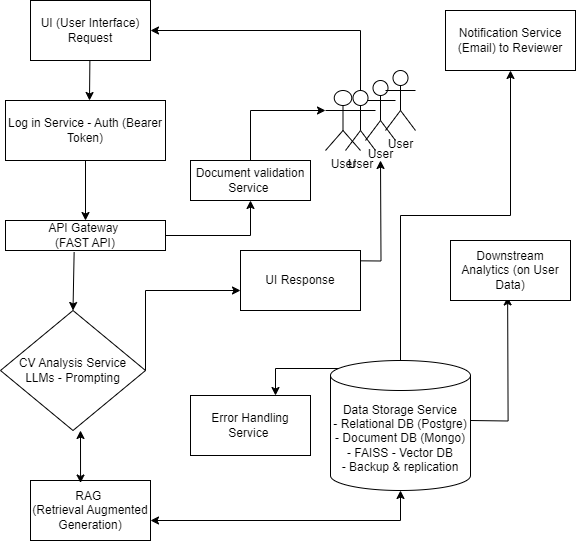 UI (User Interface)
Request
Notification Service
(Email) to Reviewer
Log in Service - Auth (Bearer
Token)
User
User
User
User
Document validation
Service
API Gateway
(FAST API)
Downstream
Analytics (on User
Data)
UI Response
CV Analysis Service
LLMs - Prompting
Error Handling
Service
Data Storage Service
- Relational DB (Postgre)
- Document DB (Mongo)
- FAISS - Vector DB
- Backup & replication
RAG
(Retrieval Augmented
Generation)